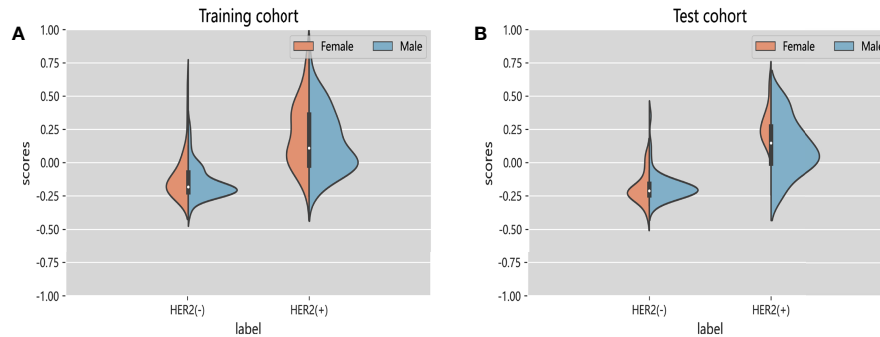 A
Training cohort
Female Male
1.00
0.75
0.50
0.25
0.00
-0.25
-0.50
-0.75
-1.00
scores
HER2(-) HER2(+)
label
B
Test cohort
Female Male
1.00
0.75
0.50
0.25
0.00
-0.25
-0.50
-0.75
-1.00
scores
HER2(-) HER2(+)
label